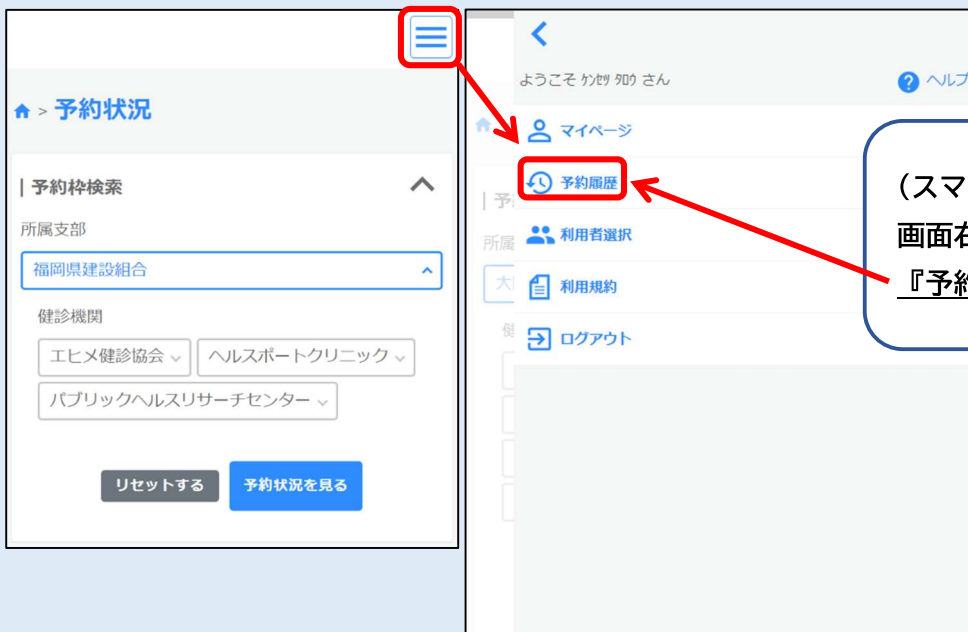 > 予約状況
| 予約枠検索
所属支部
福岡県建設組合
健診機関
エヒメ健診協会
ヘルスポートクリニック
パブリックヘルスリサーチセンター
リセットする
予約状況を見る
ようこそ ｹﾝｾﾂ ﾀﾛｳ さん
? ヘルプ
マイページ
予約履歴
利用者選択
利用規約
ログアウト
| 予
所属
大
健
(スマ
画面右
『予約